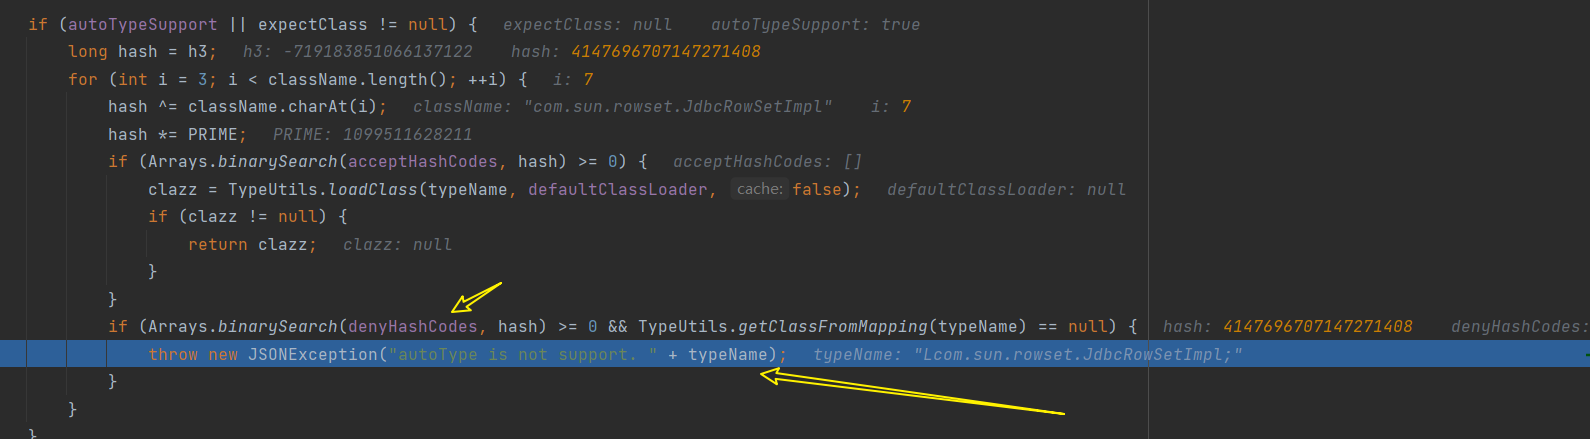 if (autoTypeSupport || expectClass != null) {   expectClass: null    autoTypeSupport: true
long hash = h3;   h3: -719183851066137122    hash: 4147696707147271408
for (int i = 3; i < className.length(); ++i) {   i: 7
hash ^= className.charAt(i);   className: "com.sun.rowset.JdbcRowSetImpl"    i: 7
hash *= PRIME;   PRIME: 1099511628211
if (Arrays.binarySearch(acceptHashCodes, hash) >= 0) {   acceptHashCodes: []
clazz = TypeUtils.loadClass(typeName, defaultClassLoader, cache: false);   defaultClassLoader: null
if (clazz != null) {
return clazz;   clazz: null
}
}
if (Arrays.binarySearch(denyHashCodes, hash) >= 0 && TypeUtils.getClassFromMapping(typeName) == null) {   hash: 4147696707147271408    denyHashCodes:
throw new JSONException("autoType is not support. " + typeName);   typeName: "Lcom.sun.rowset.JdbcRowSetImpl;"
}
}
}